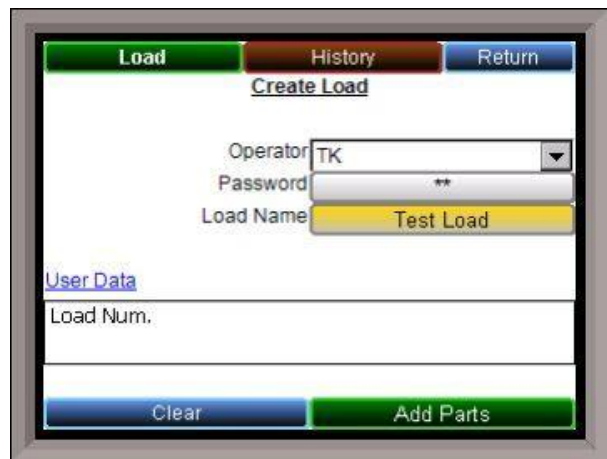 Load History Return
Create Load
Operator TK
Password **
Load Name Test Load
User Data
Load Num.
Clear Add Parts